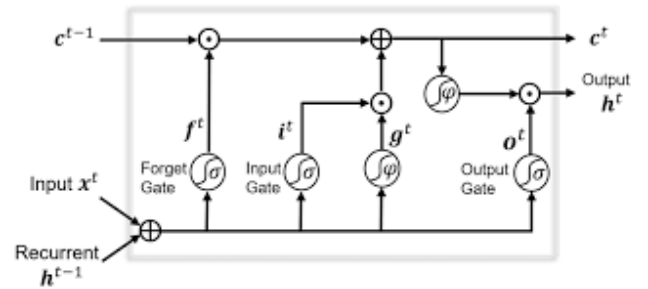 c^{t-1}
c^t
∫φ
Output
h^t
f^t
i^t
g^t
o^t
Forget
Gate
∫σ
Input
Gate
∫σ
∫φ
Output
Gate
∫σ
Input x^t
Recurrent
h^{t-1}